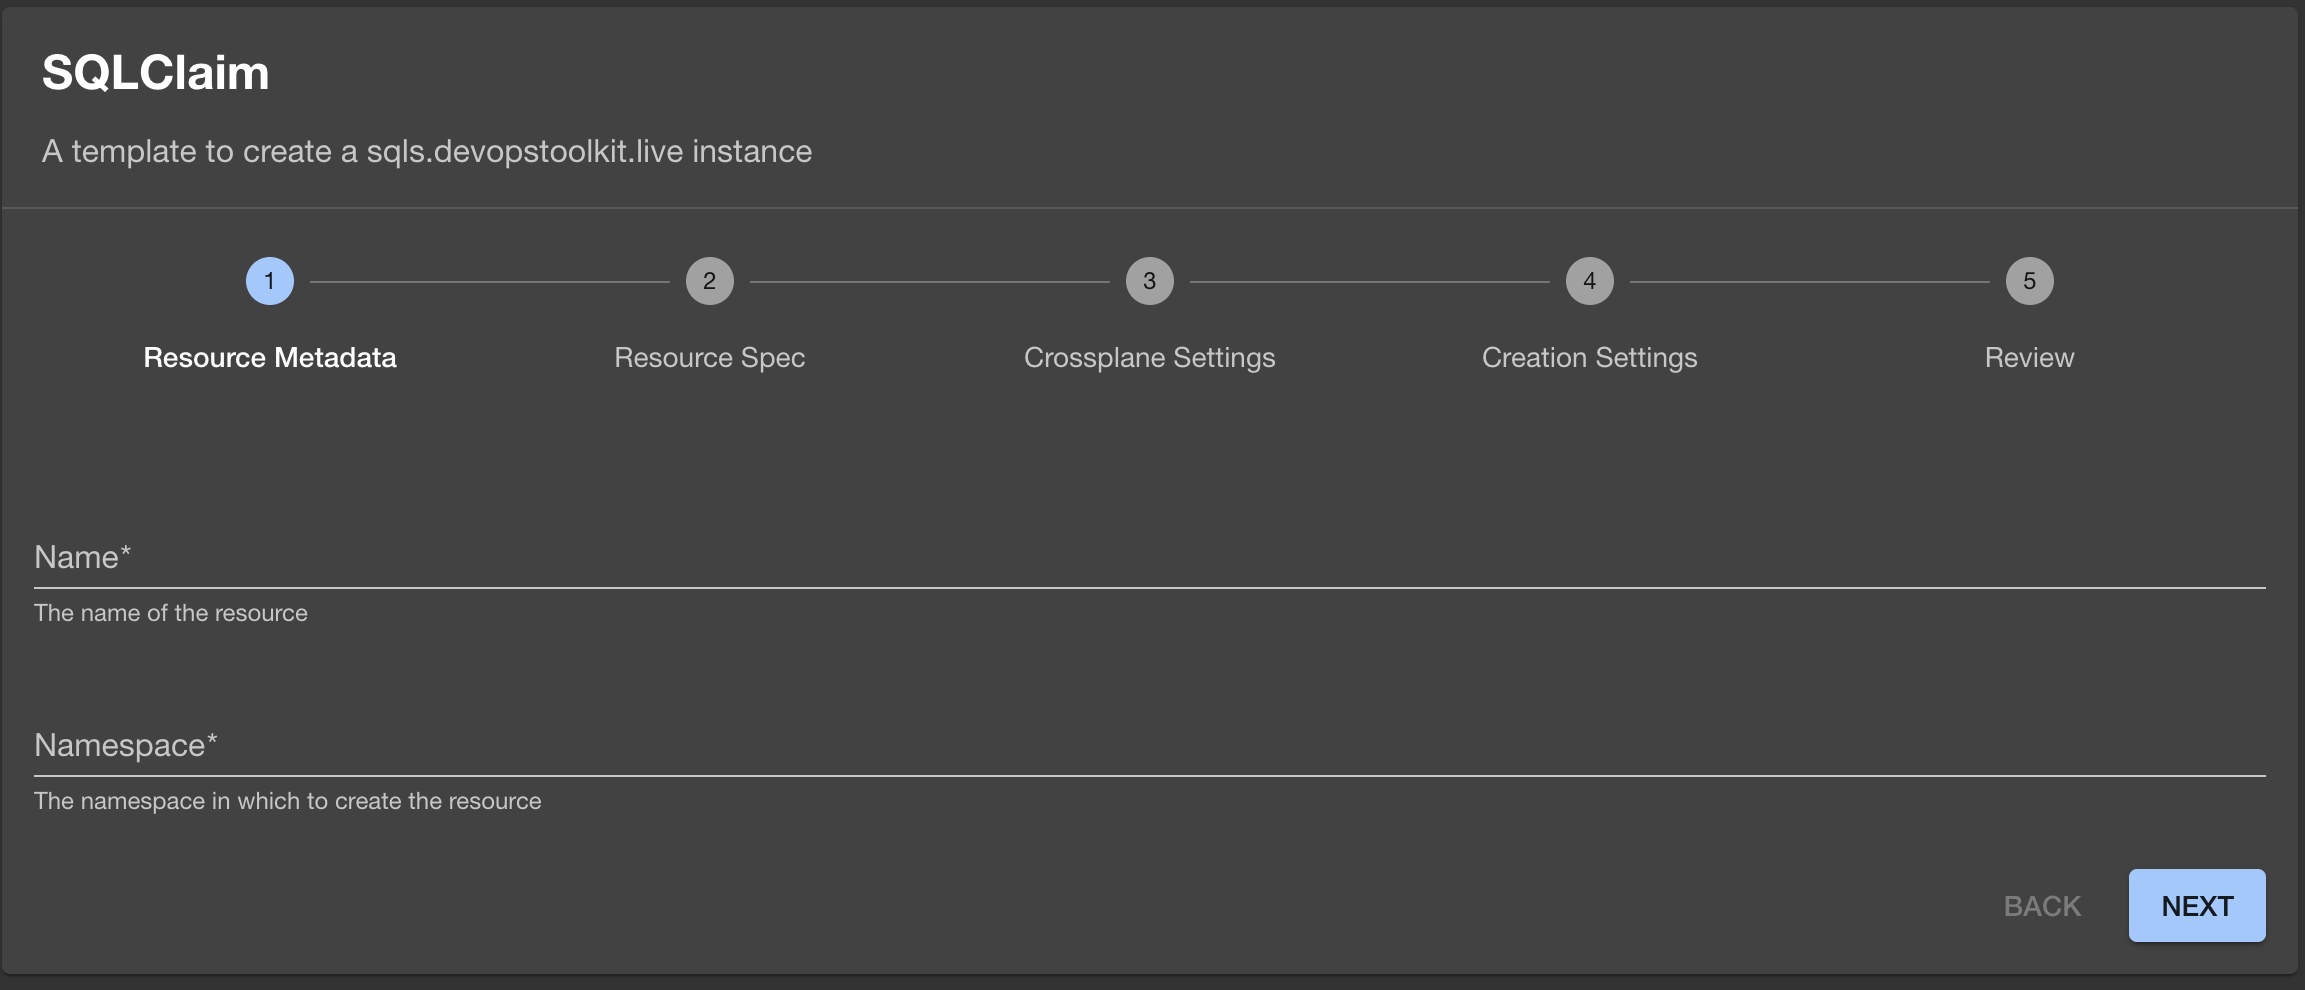 SQLClaim
A template to create a sqls.devopstoolkit.live instance
1 2 3 4 5
Resource Metadata Resource Spec Crossplane Settings Creation Settings Review
Name*
The name of the resource
Namespace*
The namespace in which to create the resource
BACK NEXT